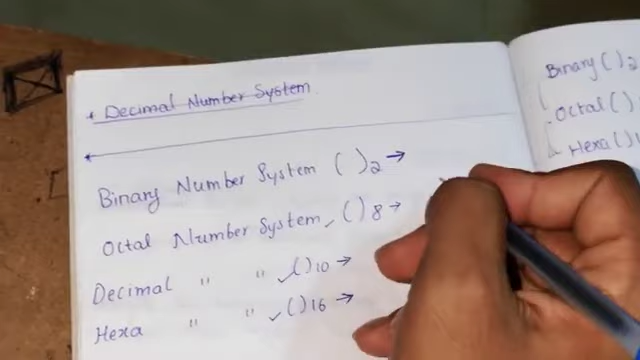 * Decimal Number System
Binary Number System ( )2 →
Octal Number System ✓ ( )8 →
Decimal " " ✓ ( )10 →
Hexa " " ✓ ( )16 →
Binary ( )2
Octal ( )
Hexa ( )1